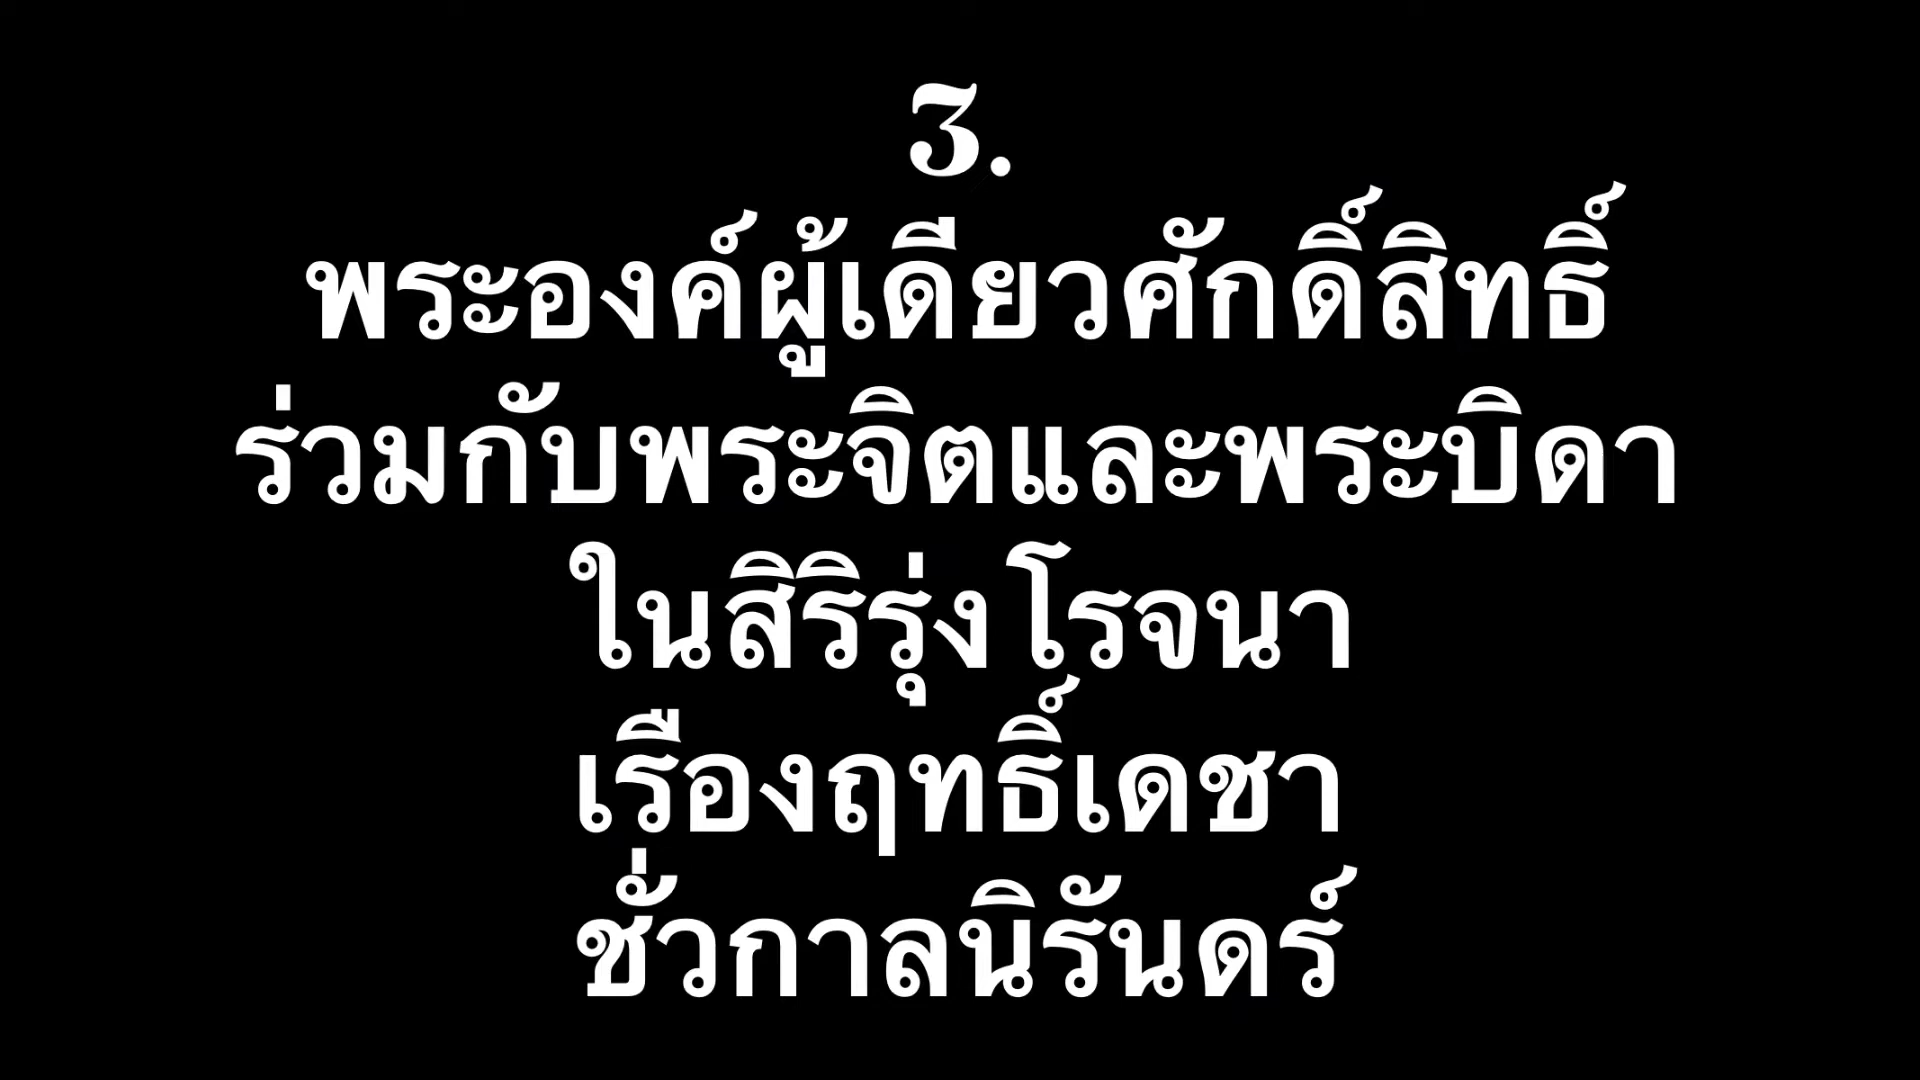 3.
พระองค์ผู้เดียวศักดิ์สิทธิ์
ร่วมกับพระจิตและพระบิดา
ในสิริรุ่งโรจนา
เรืองฤทธิ์เดชา
ชั่วกาลนิรันดร์